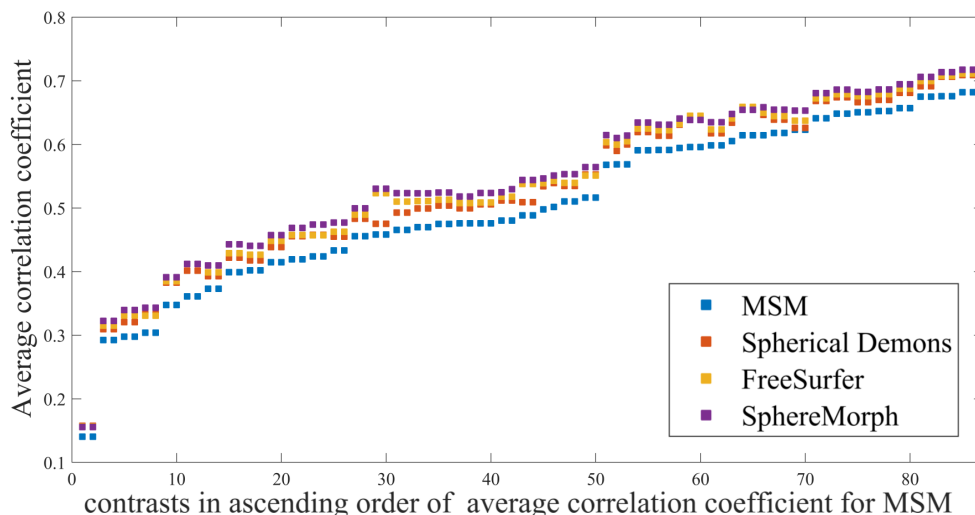 0.8
0.7
0.6
0.5
0.4
0.3
0.2
0.1
Average correlation coefficient
MSM
Spherical Demons
FreeSurfer
SphereMorph
0 10 20 30 40 50 60 70 80
contrasts in ascending order of average correlation coefficient for MSM